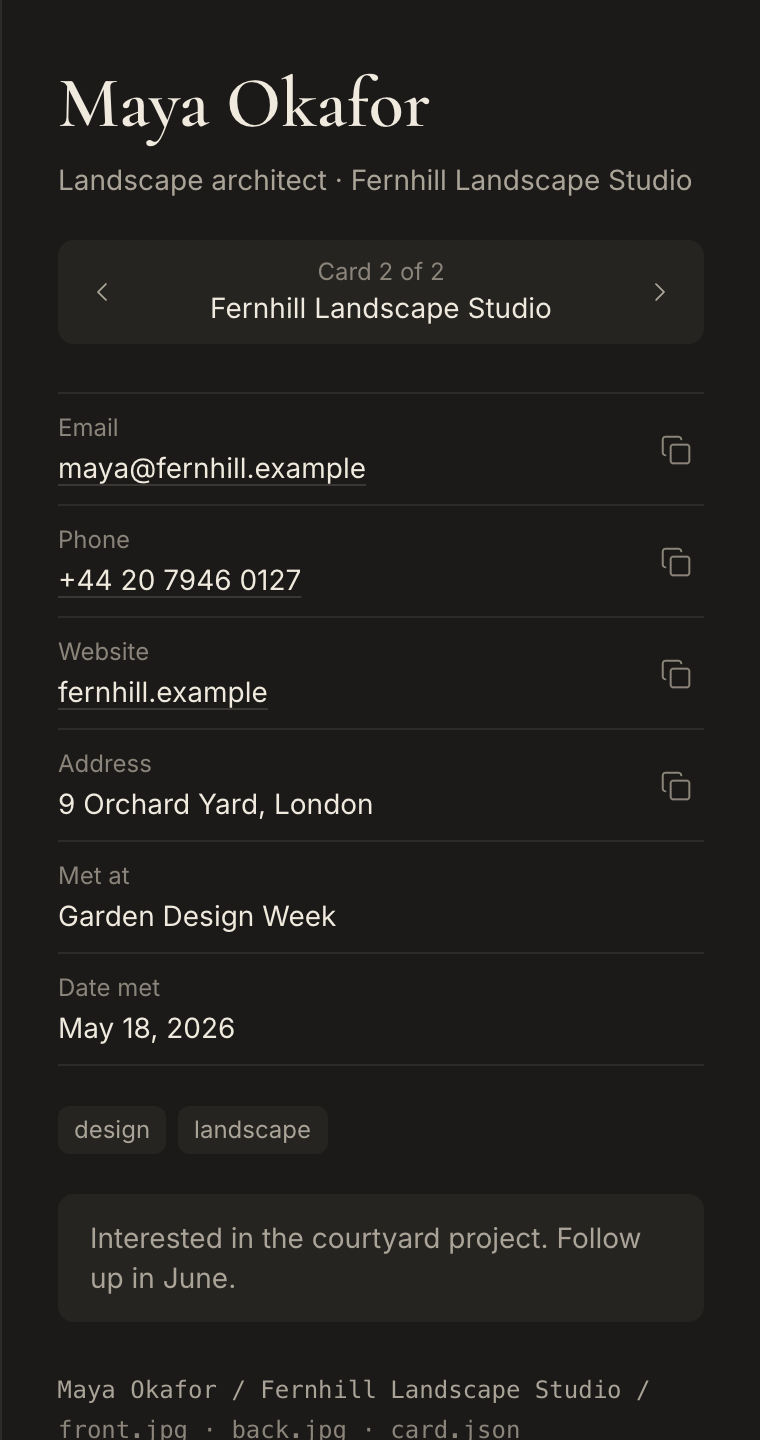 Maya Okafor
Landscape architect · Fernhill Landscape Studio
Card 2 of 2
Fernhill Landscape Studio
Email
maya@fernhill.example
Phone
+44 20 7946 0127
Website
fernhill.example
Address
9 Orchard Yard, London
Met at
Garden Design Week
Date met
May 18, 2026
design
landscape
Interested in the courtyard project. Follow
up in June.
Maya Okafor / Fernhill Landscape Studio /
front.jpg · back.jpg · card.json